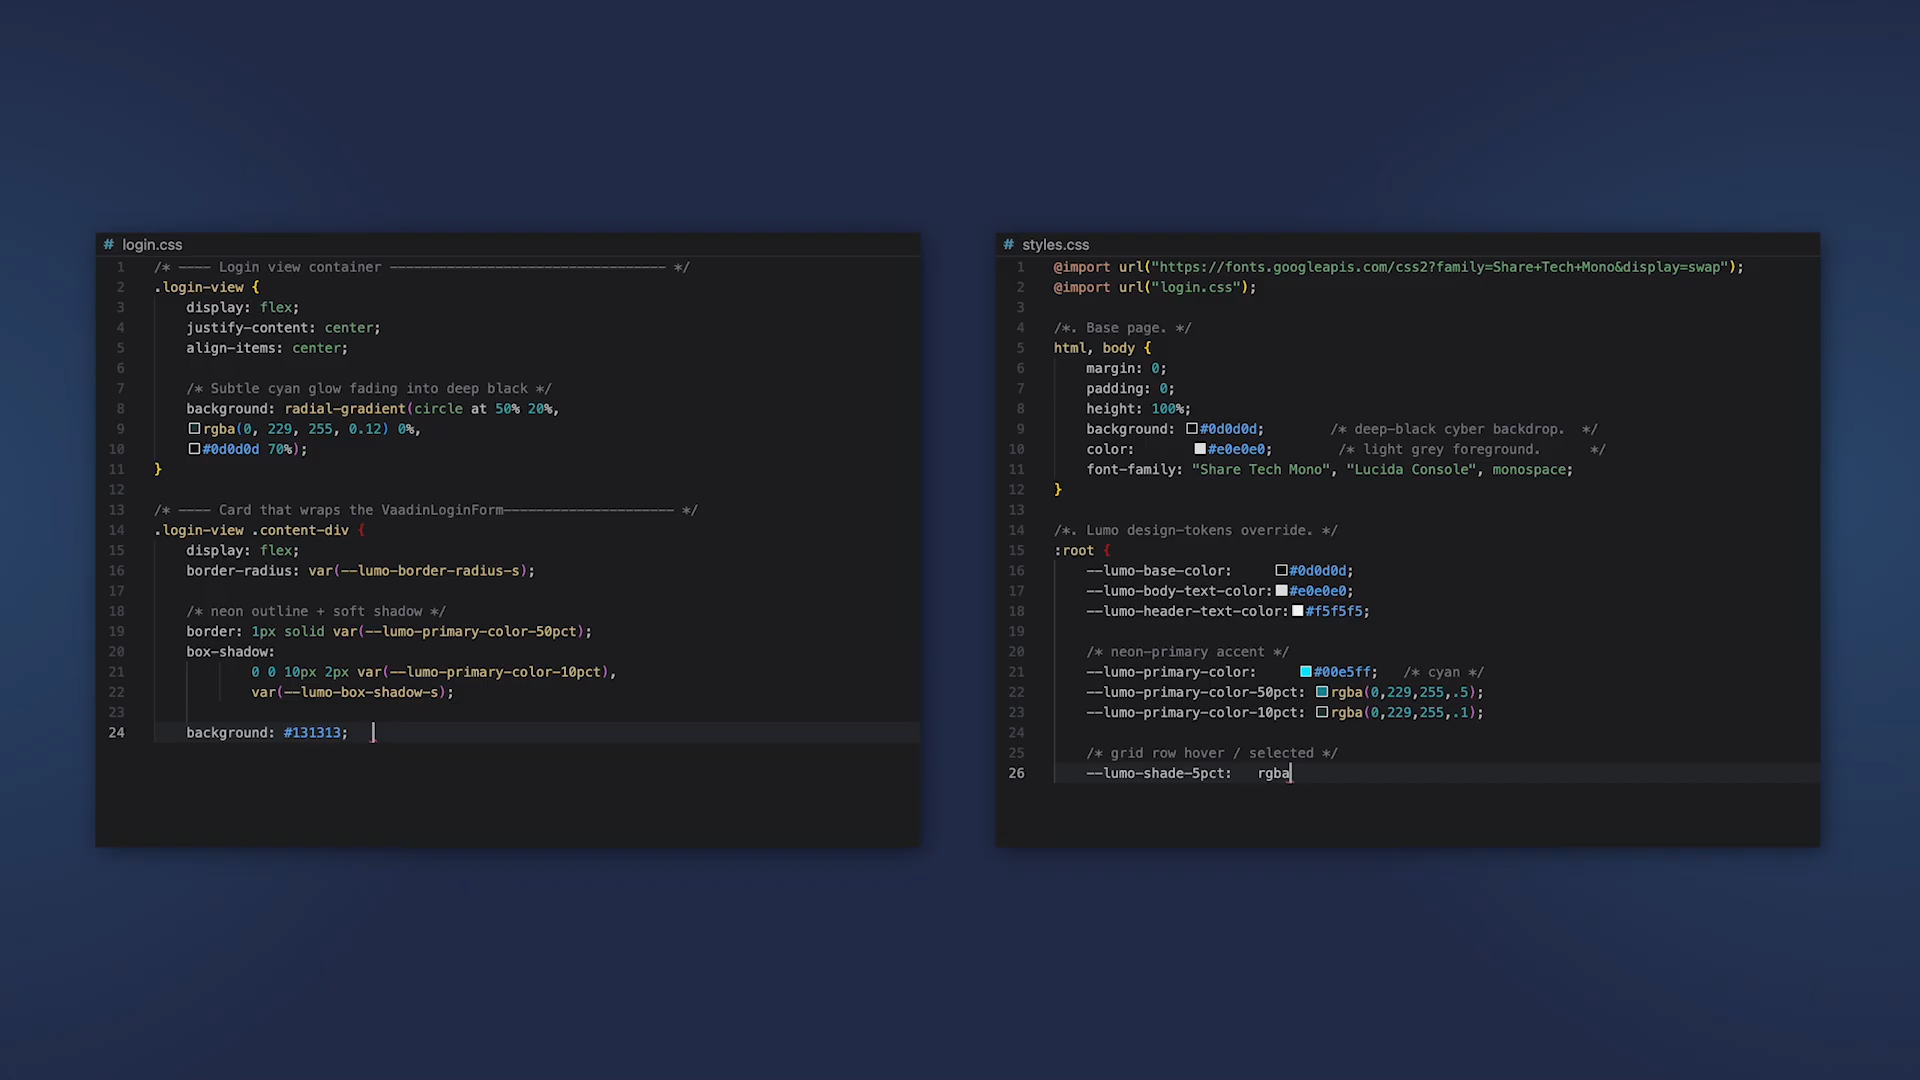 # login.css
1 /* ———— Login view container —————————————————————————————————— */
2 .login-view {
3 display: flex;
4 justify-content: center;
5 align-items: center;
6
7 /* Subtle cyan glow fading into deep black */
8 background: radial-gradient(circle at 50% 20%,
9 rgba(0, 229, 255, 0.12) 0%,
10 #0d0d0d 70%);
11 }
12
13 /* ———— Card that wraps the VaadinLoginForm————————————————————— */
14 .login-view .content-div {
15 display: flex;
16 border-radius: var(--lumo-border-radius-s);
17
18 /* neon outline + soft shadow */
19 border: 1px solid var(--lumo-primary-color-50pct);
20 box-shadow:
21 0 0 10px 2px var(--lumo-primary-color-10pct),
22 var(--lumo-box-shadow-s);
23
24 background: #131313;
# styles.css
1 @import url("https://fonts.googleapis.com/css2?family=Share+Tech+Mono&display=swap");
2 @import url("login.css");
3
4 /*. Base page. */
5 html, body {
6 margin: 0;
7 padding: 0;
8 height: 100%;
9 background: #0d0d0d; /* deep-black cyber backdrop. */
10 color: #e0e0e0; /* light grey foreground. */
11 font-family: "Share Tech Mono", "Lucida Console", monospace;
12 }
13
14 /*. Lumo design-tokens override. */
15 :root {
16 --lumo-base-color: #0d0d0d;
17 --lumo-body-text-color: #e0e0e0;
18 --lumo-header-text-color: #f5f5f5;
19
20 /* neon-primary accent */
21 --lumo-primary-color: #00e5ff; /* cyan */
22 --lumo-primary-color-50pct: rgba(0,229,255,.5);
23 --lumo-primary-color-10pct: rgba(0,229,255,.1);
24
25 /* grid row hover / selected */
26 --lumo-shade-5pct: rgba